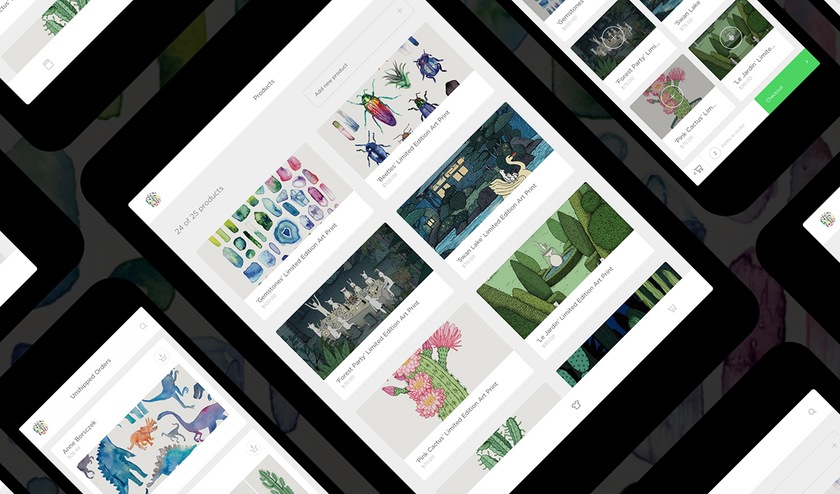 Products
Add new product
24 of 25 products
'Gemstones' Limited Edition Art Print
'Beetles' Limited Edition Art Print
'Forest Party' Limited Edition Art Print
'Swan Lake' Limited Edition Art Print
'Pink Cactus' Limited Edition Art Print
'Le Jardin' Limited Edition Art Print
Unshipped Orders
Anne Borsczek
'Gemstones'
'Swan Lake'
'Forest Party' Limi...
'Le Jardin' Limite...
'Pink Cactus' Lim...
2
Checkout